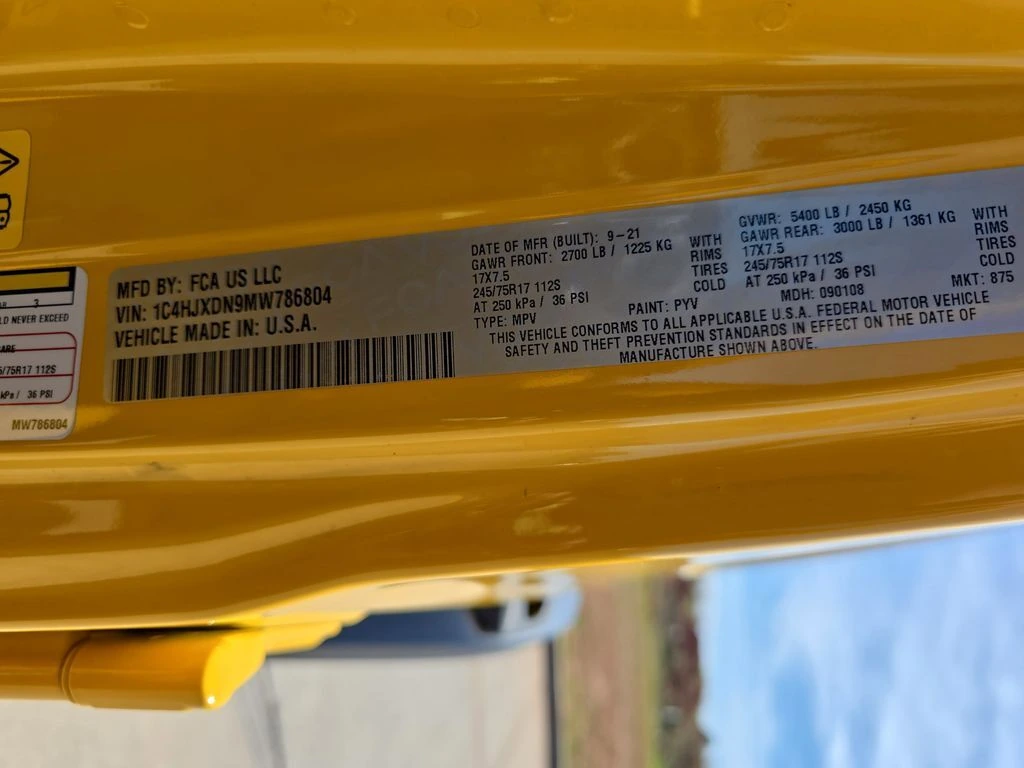 MFD BY: FCA US LLC
VIN: 1C4HJXDN9MW786804
VEHICLE MADE IN: U.S.A.
DATE OF MFR (BUILT): 9-21
GAWR FRONT: 2700 LB / 1225 KG WITH
17X7.5 RIMS
245/75R17 112S TIRES
AT 250 kPa / 36 PSI COLD
TYPE: MPV
GVWR: 5400 LB / 2450 KG
GAWR REAR: 3000 LB / 1361 KG WITH
17X7.5 RIMS
245/75R17 112S TIRES
AT 250 kPa / 36 PSI COLD
PAINT: PYV MDH: 090108 MKT: 875
THIS VEHICLE CONFORMS TO ALL APPLICABLE U.S.A. FEDERAL MOTOR VEHICLE
SAFETY AND THEFT PREVENTION STANDARDS IN EFFECT ON THE DATE OF
MANUFACTURE SHOWN ABOVE.
3
NEVER EXCEED
/75R17 112S
kPa / 36 PSI
MW786804